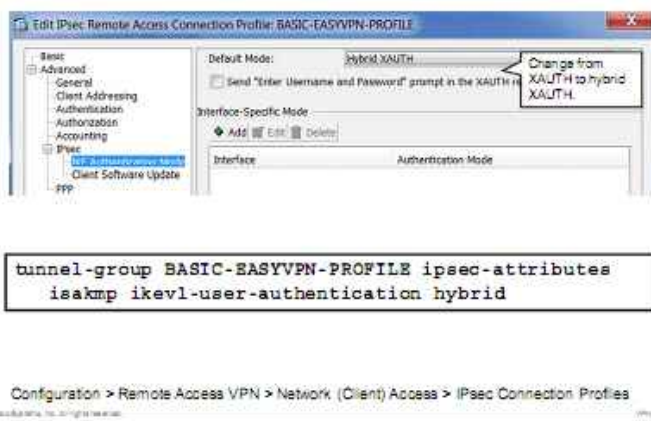 Edit IPsec Remote Access Connection Profile: BASIC-EASYVPN-PROFILE
Basic
Advanced
General
Client Addressing
Authentication
Authorization
Accounting
IPsec
IKE Authentication Mode
Client Software Update
PPP
Default Mode:
Hybrid XAUTH
Send "Enter Username and Password" prompt in the XAUTH
Change from
XAUTH to hybrid
XAUTH.
Interface-Specific Mode
Add Edit Delete
Interface Authentication Mode
tunnel-group BASIC-EASYVPN-PROFILE ipsec-attributes
isakmp ikev1-user-authentication hybrid
Configuration > Remote Access VPN > Network (Client) Access > IPsec Connection Profiles